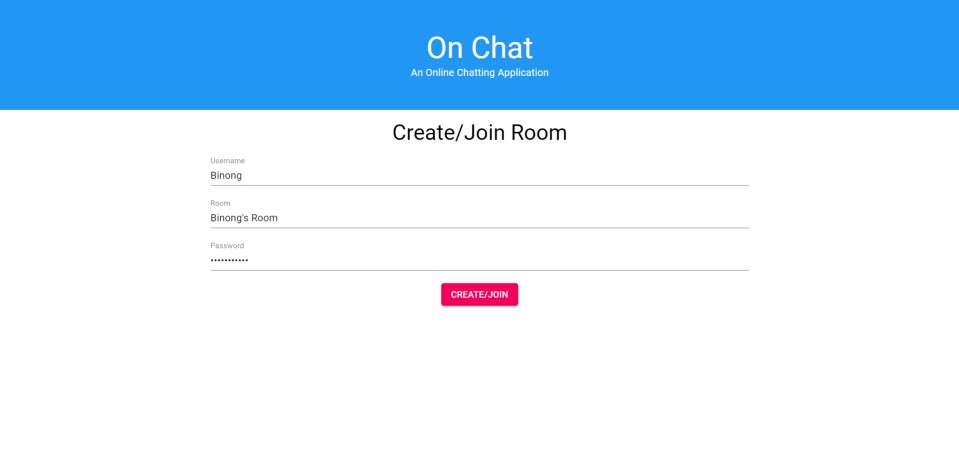 On Chat
An Online Chatting Application
Create/Join Room
Username
Binong
Room
Binong's Room
Password
•••••••••••
CREATE/JOIN